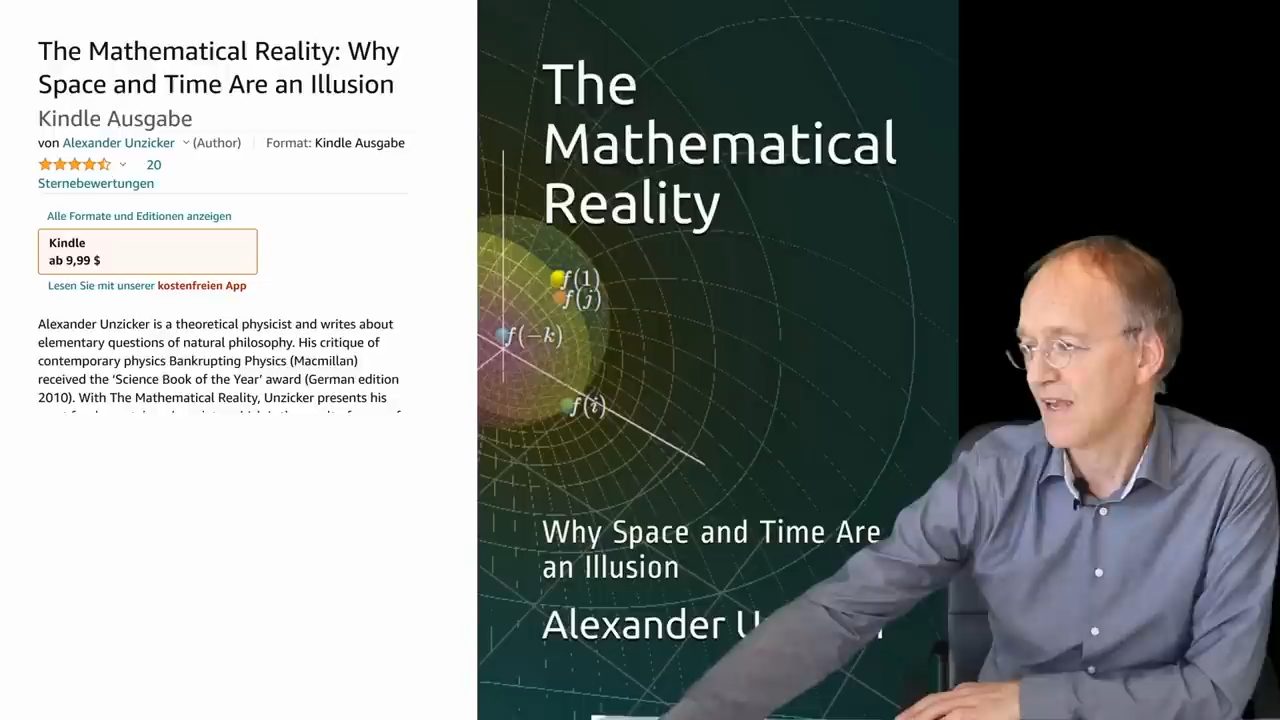 The Mathematical Reality: Why
Space and Time Are an Illusion
Kindle Ausgabe
von Alexander Unzicker (Author) Format: Kindle Ausgabe
20
Sternebewertungen
Alle Formate und Editionen anzeigen
Kindle
ab 9,99 $
Lesen Sie mit unserer kostenfreien App
Alexander Unzicker is a theoretical physicist and writes about
elementary questions of natural philosophy. His critique of
contemporary physics Bankrupting Physics (Macmillan)
received the ‘Science Book of the Year’ award (German edition
2010). With The Mathematical Reality, Unzicker presents his
The
Mathematical
Reality
f(1)
f(j)
f(−k)
f(i)
Why Space and Time Are
an Illusion
Alexander